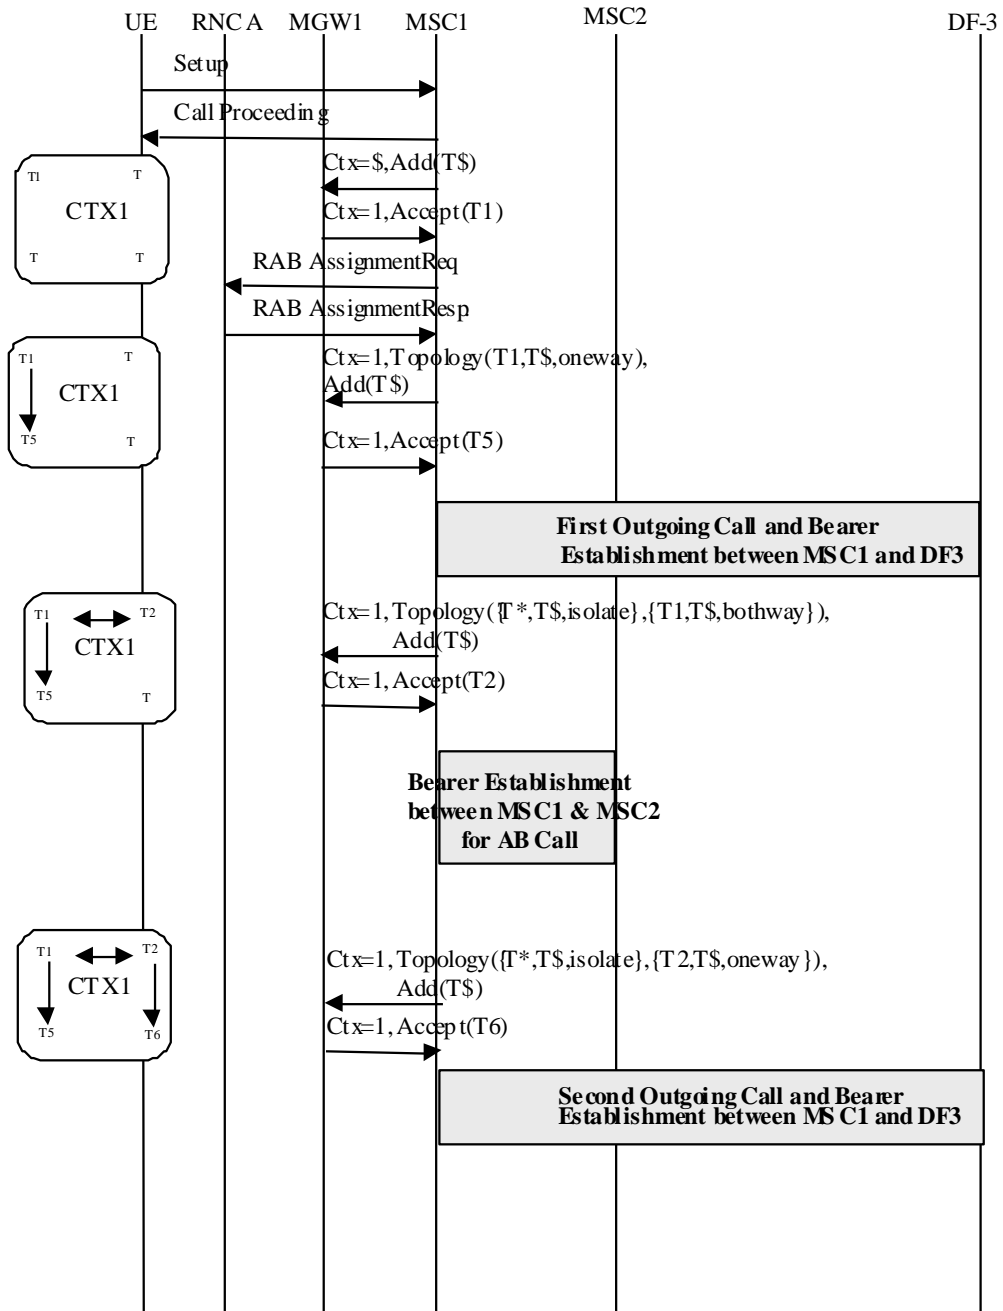 UE RNC A MGW1 MSC1 MSC2 DF-3
Setup
Call Proceeding
Ctx=$,Add(T$)
T1 T
CTX1
T T
Ctx=1,Accept(T1)
RAB AssignmentReq
RAB AssignmentResp
Ctx=1,Topology(T1,T$,oneway),
Add(T$)
T1 T
CTX1
T5 T
Ctx=1,Accept(T5)
First Outgoing Call and Bearer
Establishment between MSC1 and DF3
Ctx=1, Topology({T*,T$,isolate},{T1,T$,bothway}),
Add(T$)
T1 T2
CTX1
T5 T
Ctx=1, Accept(T2)
Bearer Establishment
between MSC1 & MSC2
for AB Call
Ctx=1, Topology({T*,T$,isolate},{T2,T$,oneway}),
Add(T$)
T1 T2
CTX1
T5 T6
Ctx=1, Accept(T6)
Second Outgoing Call and Bearer
Establishment between MSC1 and DF3